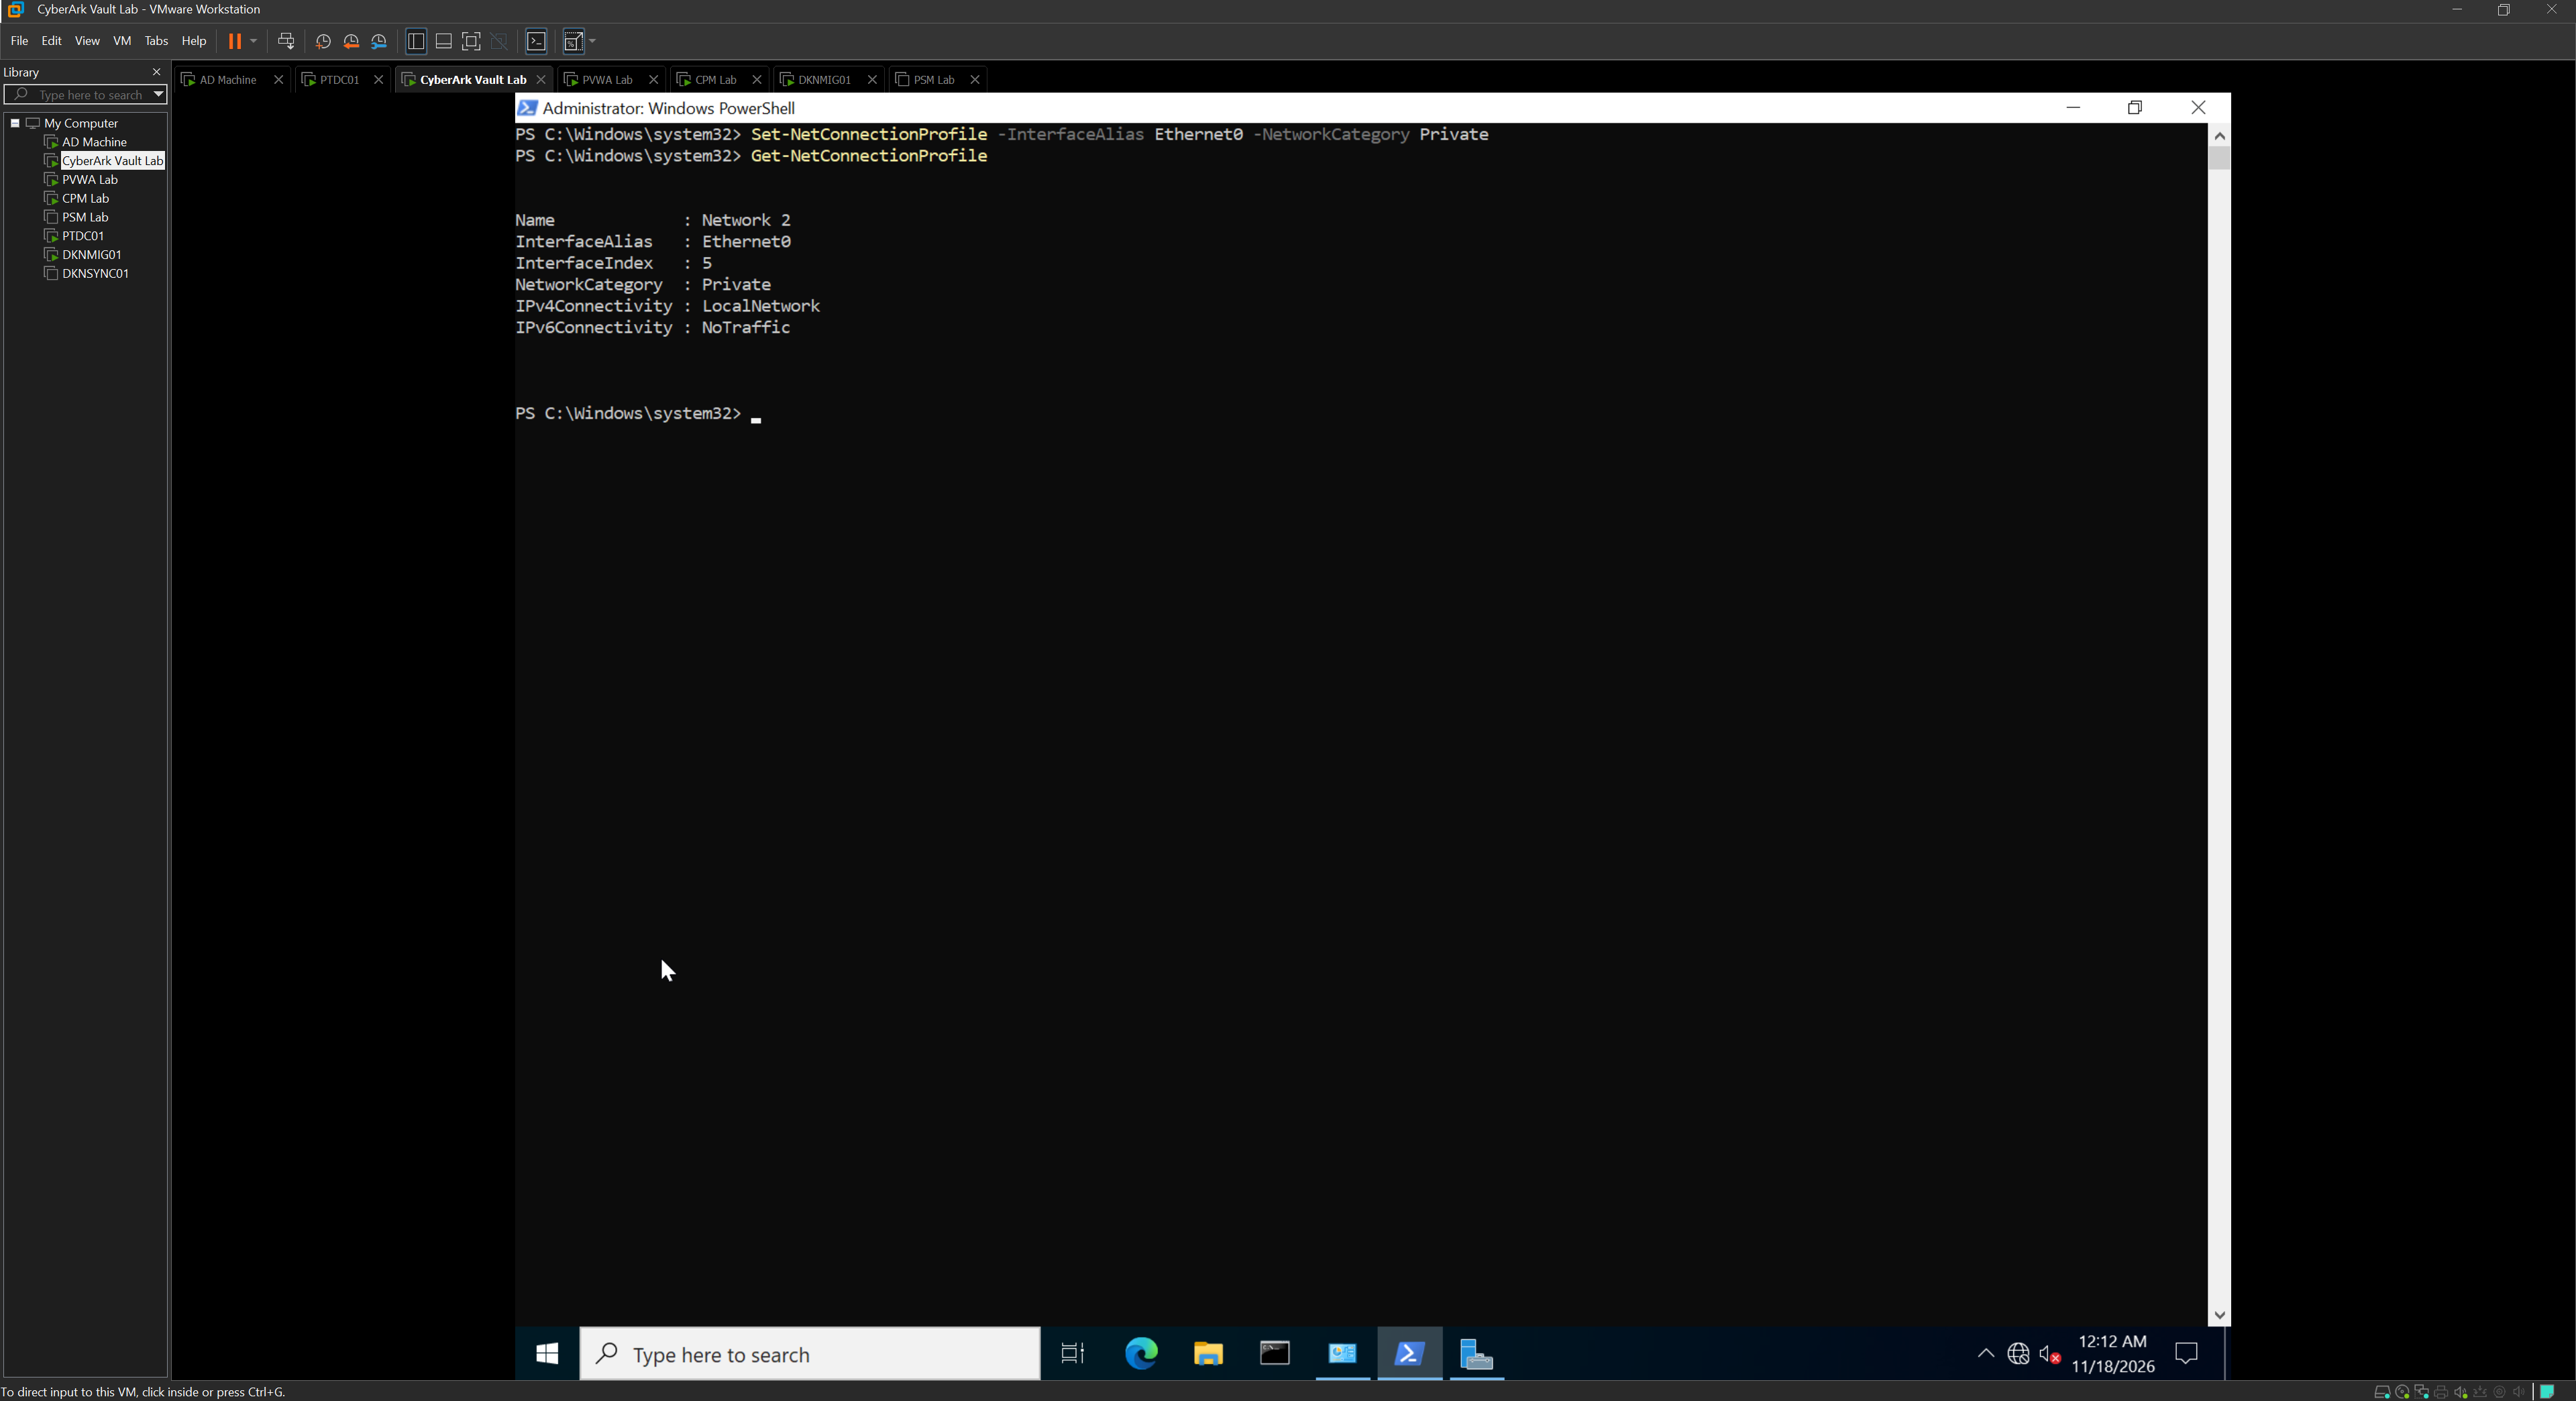 CyberArk Vault Lab - VMware Workstation
File Edit View VM Tabs Help
Library
Type here to search
My Computer
AD Machine
CyberArk Vault Lab
PVWA Lab
CPM Lab
PSM Lab
PTDC01
DKNMIG01
DKNSYNC01
AD Machine PTDC01 CyberArk Vault Lab PVWA Lab CPM Lab DKNMIG01 PSM Lab
Administrator: Windows PowerShell
PS C:\Windows\system32> Set-NetConnectionProfile -InterfaceAlias Ethernet0 -NetworkCategory Private
PS C:\Windows\system32> Get-NetConnectionProfile
Name : Network 2
InterfaceAlias : Ethernet0
InterfaceIndex : 5
NetworkCategory : Private
IPv4Connectivity : LocalNetwork
IPv6Connectivity : NoTraffic
PS C:\Windows\system32>
Type here to search
12:12 AM
11/18/2026
To direct input to this VM, click inside or press Ctrl+G.